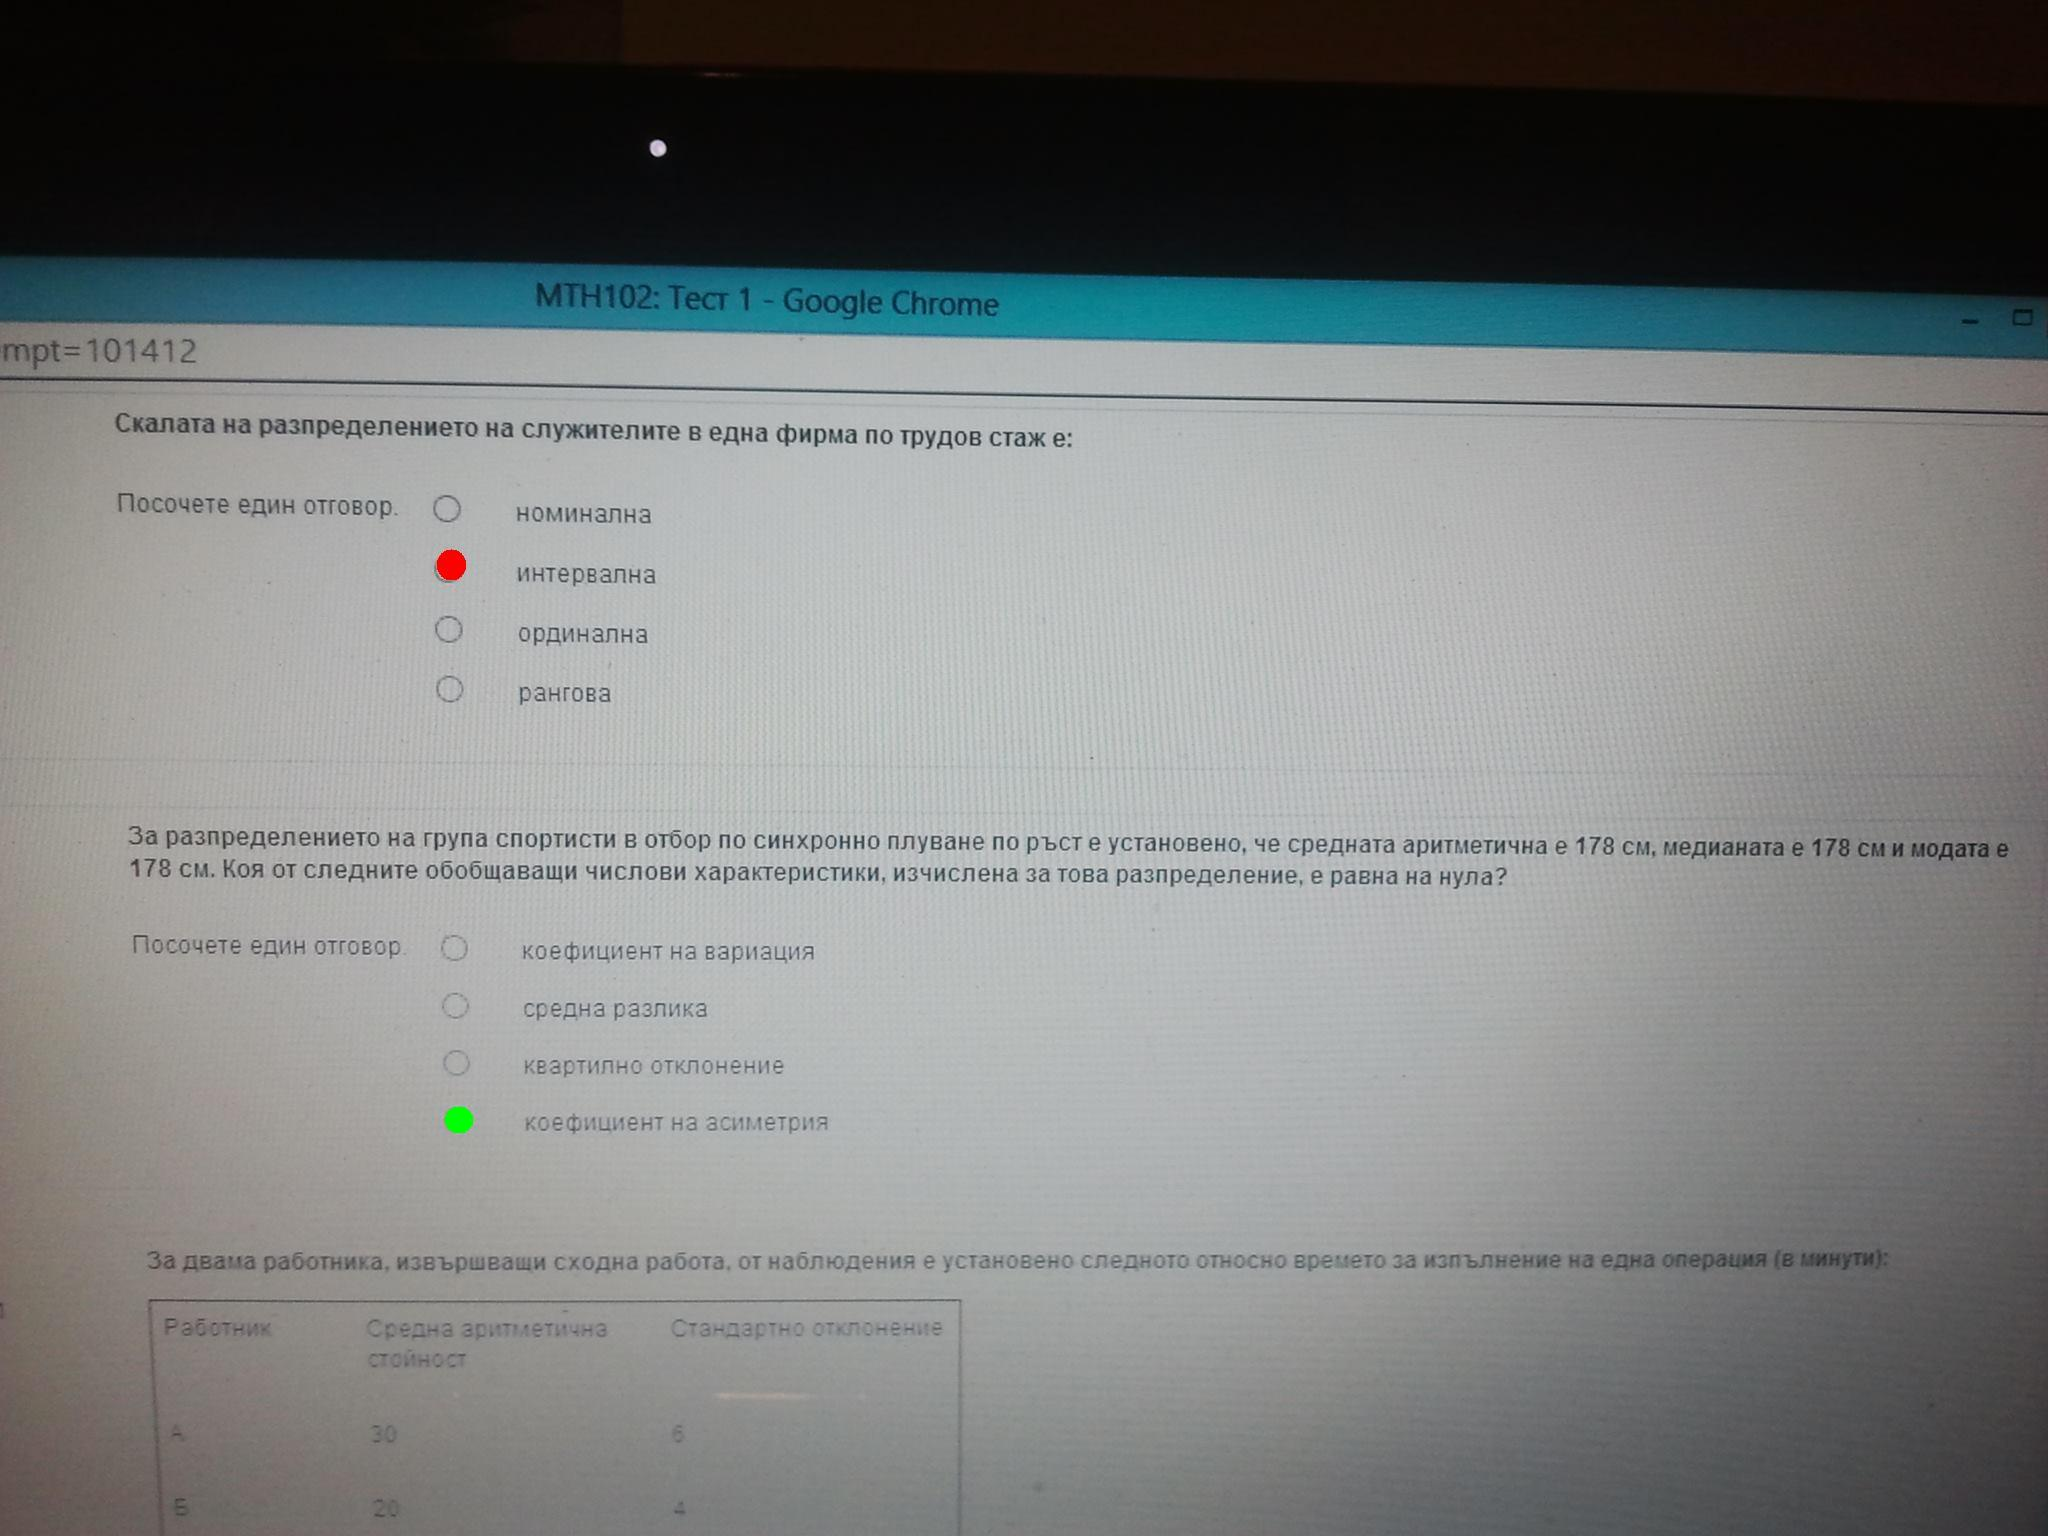 MTH102: Тест 1 - Google Chrome
mpt=101412
Скалата на разпределението на служителите в една фирма по трудов стаж е:
Посочете един отговор.
номинална
интервална
ординална
рангова
За разпределението на група спортисти в отбор по синхронно плуване по ръст е установено, че средната аритметична е 178 см, медианата е 178 см и модата е
178 см. Коя от следните обобщаващи числови характеристики, изчислена за това разпределение, е равна на нула?
Посочете един отговор.
коефициент на вариация
средна разлика
квартилно отклонение
коефициент на асиметрия
За двама работника, извършващи сходна работа, от наблюдения е установено следното относно времето за изпълнение на една операция (в минути):
Работник Средна аритметична Стандартно отклонение
стойност
А 30 6
Б 20 4